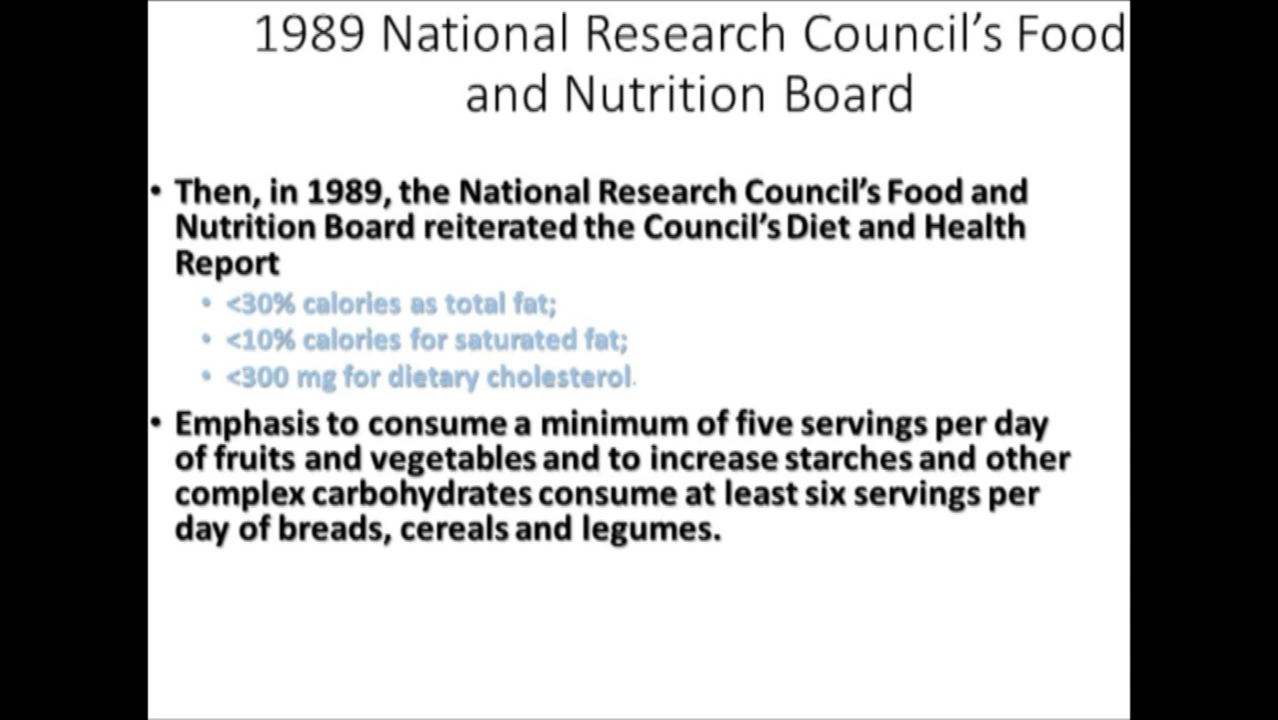 1989 National Research Council’s Food
and Nutrition Board
• Then, in 1989, the National Research Council’s Food and
Nutrition Board reiterated the Council’s Diet and Health
Report
• <30% calories as total fat;
• <10% calories for saturated fat;
• <300 mg for dietary cholesterol.
• Emphasis to consume a minimum of five servings per day
of fruits and vegetables and to increase starches and other
complex carbohydrates consume at least six servings per
day of breads, cereals and legumes.